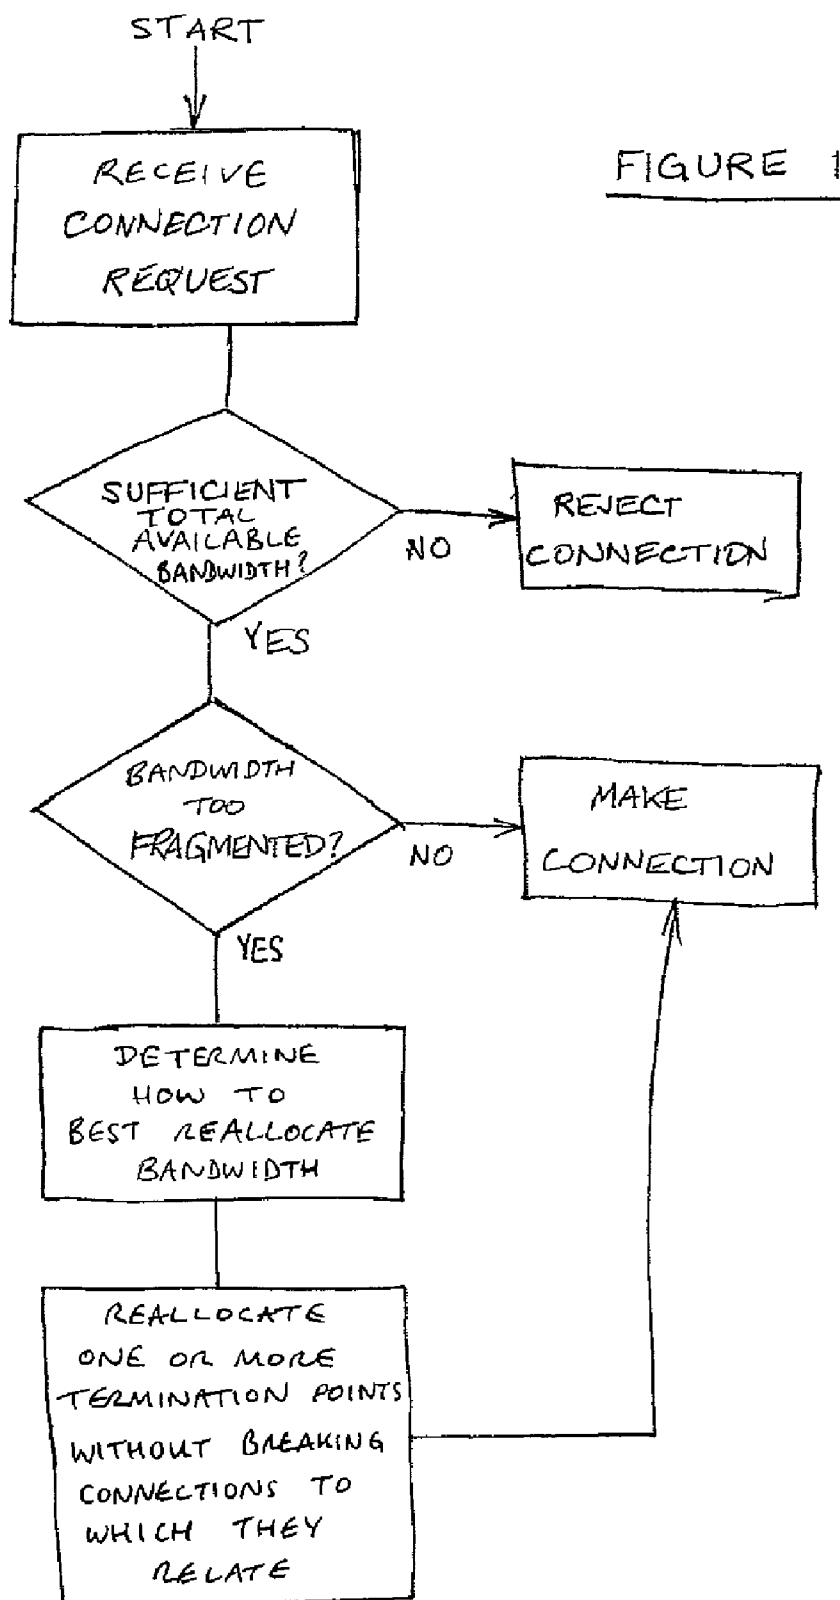 START
FIGURE 1
RECEIVE
CONNECTION
REQUEST
SUFFICIENT
TOTAL
AVAILABLE
BANDWIDTH?
NO
REJECT
CONNECTION
YES
BANDWIDTH
TOO
FRAGMENTED?
NO
MAKE
CONNECTION
YES
DETERMINE
HOW TO
BEST REALLOCATE
BANDWIDTH
REALLOCATE
ONE OR MORE
TERMINATION POINTS
WITHOUT BREAKING
CONNECTIONS TO
WHICH THEY
RELATE